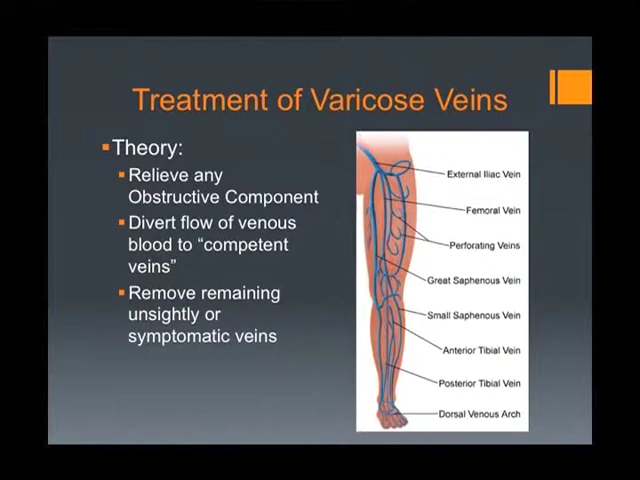 Treatment of Varicose Veins
Theory:
Relieve any
Obstructive Component
Divert flow of venous
blood to “competent
veins”
Remove remaining
unsightly or
symptomatic veins
External Iliac Vein
Femoral Vein
Perforating Veins
Great Saphenous Vein
Small Saphenous Vein
Anterior Tibial Vein
Posterior Tibial Vein
Dorsal Venous Arch